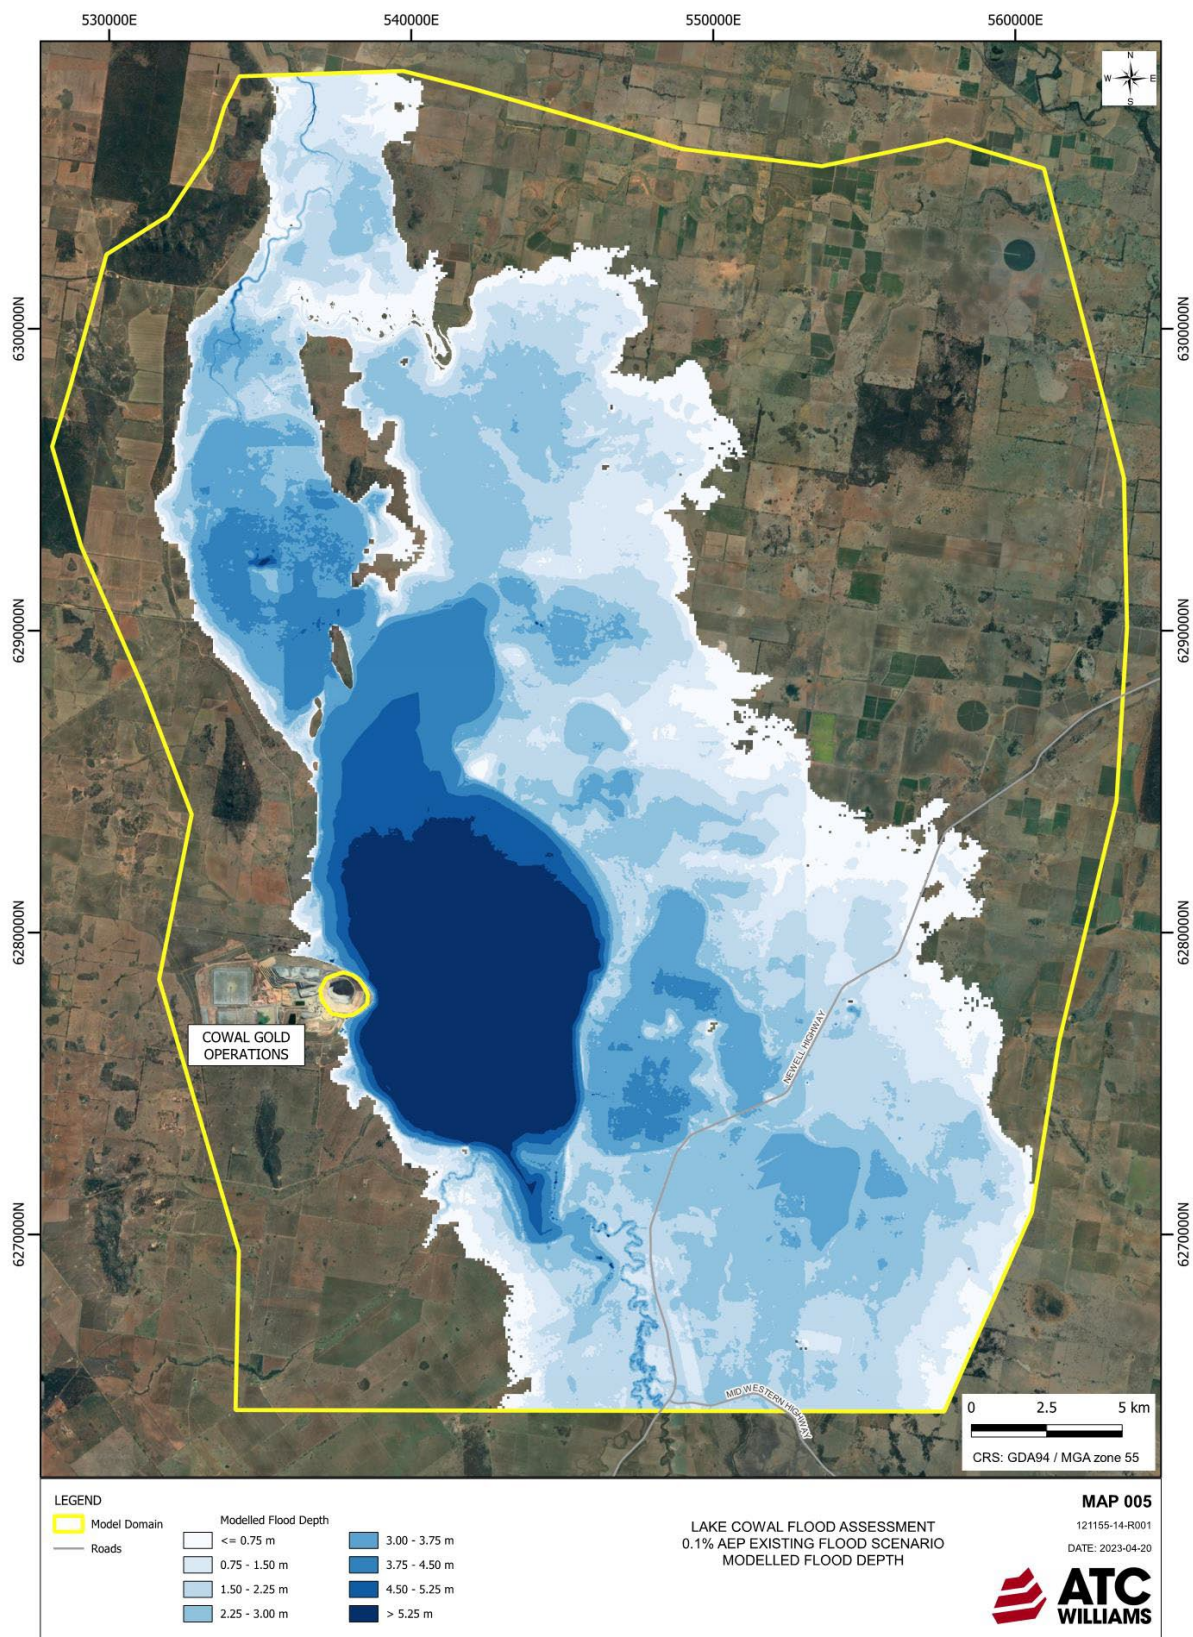 530000E
540000E
550000E
560000E
N
W
E
S
6300000N
6300000N
6290000N
6290000N
6280000N
6280000N
COWAL GOLD
OPERATIONS
NEWELL HIGHWAY
6270000N
6270000N
MID WESTERN HIGHWAY
0 2.5 5 km
CRS: GDA94 / MGA zone 55
LEGEND
Model Domain
Roads
Modelled Flood Depth
<= 0.75 m
0.75 - 1.50 m
1.50 - 2.25 m
2.25 - 3.00 m
3.00 - 3.75 m
3.75 - 4.50 m
4.50 - 5.25 m
> 5.25 m
LAKE COWAL FLOOD ASSESSMENT
0.1% AEP EXISTING FLOOD SCENARIO
MODELLED FLOOD DEPTH
MAP 005
121155-14-R001
DATE: 2023-04-20
ATC
WILLIAMS